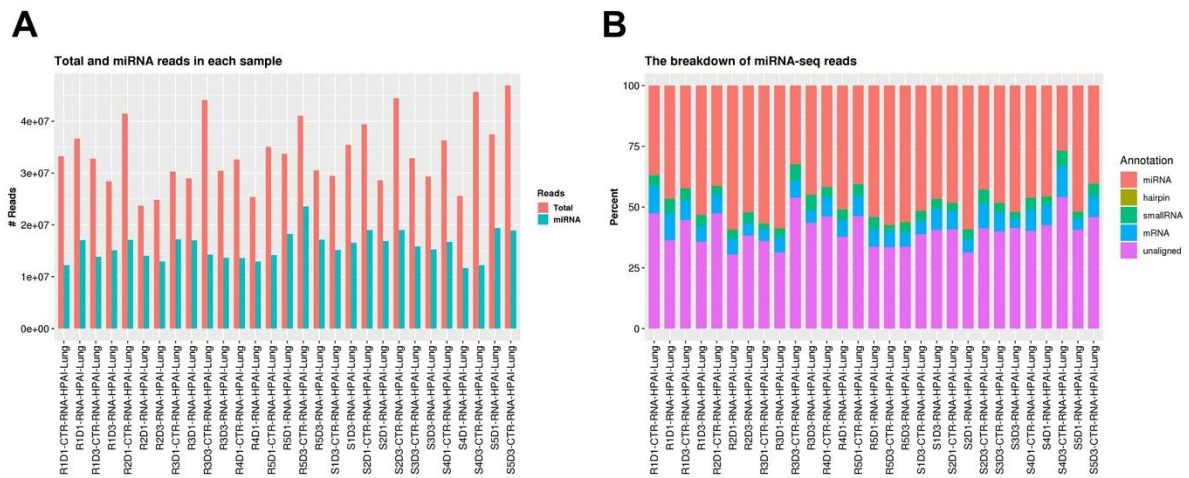 A
Total and miRNA reads in each sample
# Reads
4e+07
3e+07
2e+07
1e+07
0e+00
R1D1-CTR-RNA-HPAI-Lung
R1D1-RNA-HPAI-Lung
R1D3-CTR-RNA-HPAI-Lung
R1D3-RNA-HPAI-Lung
R2D1-CTR-RNA-HPAI-Lung
R2D1-RNA-HPAI-Lung
R2D3-RNA-HPAI-Lung
R3D1-CTR-RNA-HPAI-Lung
R3D1-RNA-HPAI-Lung
R3D3-CTR-RNA-HPAI-Lung
R3D3-RNA-HPAI-Lung
R4D1-CTR-RNA-HPAI-Lung
R4D1-RNA-HPAI-Lung
R5D1-CTR-RNA-HPAI-Lung
R5D1-RNA-HPAI-Lung
R5D3-CTR-RNA-HPAI-Lung
R5D3-RNA-HPAI-Lung
S1D3-CTR-RNA-HPAI-Lung
S1D3-RNA-HPAI-Lung
S2D1-CTR-RNA-HPAI-Lung
S2D1-RNA-HPAI-Lung
S2D3-CTR-RNA-HPAI-Lung
S3D3-CTR-RNA-HPAI-Lung
S3D3-RNA-HPAI-Lung
S4D1-CTR-RNA-HPAI-Lung
S4D1-RNA-HPAI-Lung
S4D3-CTR-RNA-HPAI-Lung
S5D1-RNA-HPAI-Lung
S5D3-CTR-RNA-HPAI-Lung
Reads
Total
miRNA
B
The breakdown of miRNA-seq reads
Percent
100
75
50
25
0
R1D1-CTR-RNA-HPAI-Lung
R1D1-RNA-HPAI-Lung
R1D3-CTR-RNA-HPAI-Lung
R1D3-RNA-HPAI-Lung
R2D1-CTR-RNA-HPAI-Lung
R2D1-RNA-HPAI-Lung
R2D3-RNA-HPAI-Lung
R3D1-CTR-RNA-HPAI-Lung
R3D1-RNA-HPAI-Lung
R3D3-CTR-RNA-HPAI-Lung
R3D3-RNA-HPAI-Lung
R4D1-CTR-RNA-HPAI-Lung
R4D1-RNA-HPAI-Lung
R5D1-CTR-RNA-HPAI-Lung
R5D1-RNA-HPAI-Lung
R5D3-CTR-RNA-HPAI-Lung
R5D3-RNA-HPAI-Lung
S1D3-CTR-RNA-HPAI-Lung
S1D3-RNA-HPAI-Lung
S2D1-CTR-RNA-HPAI-Lung
S2D1-RNA-HPAI-Lung
S2D3-CTR-RNA-HPAI-Lung
S3D3-CTR-RNA-HPAI-Lung
S3D3-RNA-HPAI-Lung
S4D1-CTR-RNA-HPAI-Lung
S4D1-RNA-HPAI-Lung
S4D3-CTR-RNA-HPAI-Lung
S5D1-RNA-HPAI-Lung
S5D3-CTR-RNA-HPAI-Lung
Annotation
miRNA
hairpin
smallRNA
mRNA
unaligned